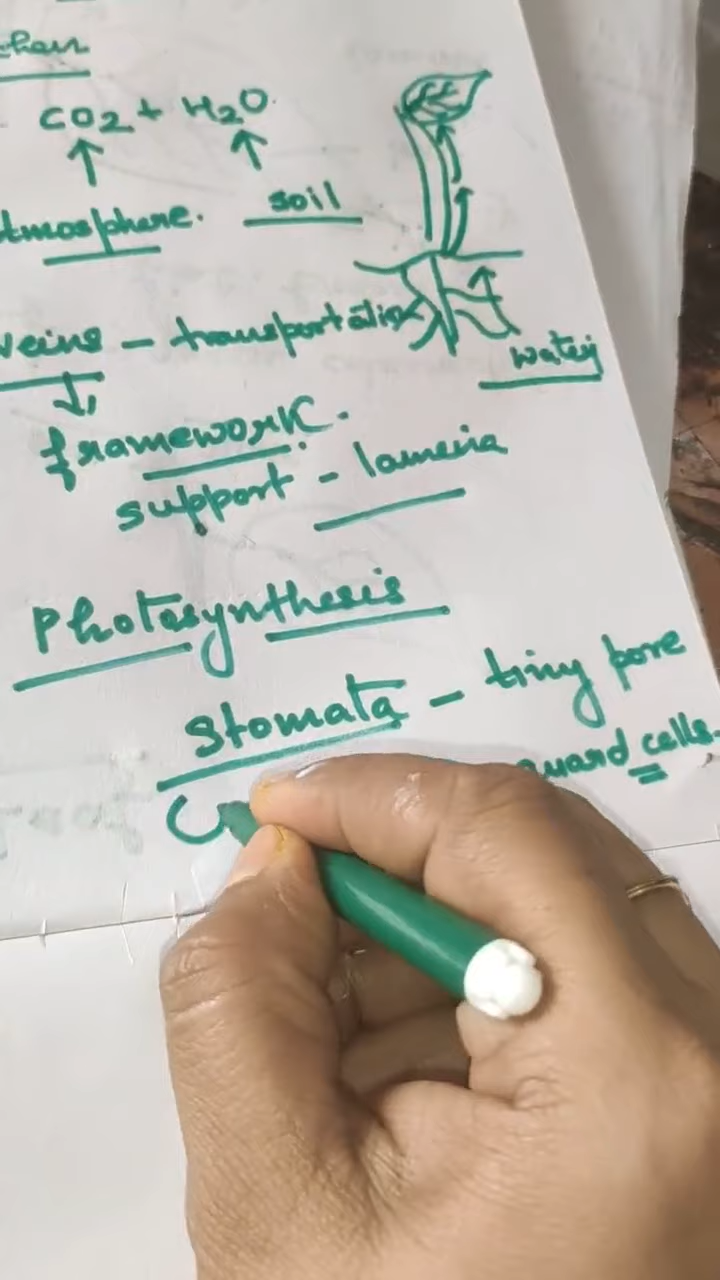 CO2 + H2O
atmosphere. soil
veins - transportation
water
framework.
support - lamina
Photosynthesis
Stomata - tiny pore
guard cells.